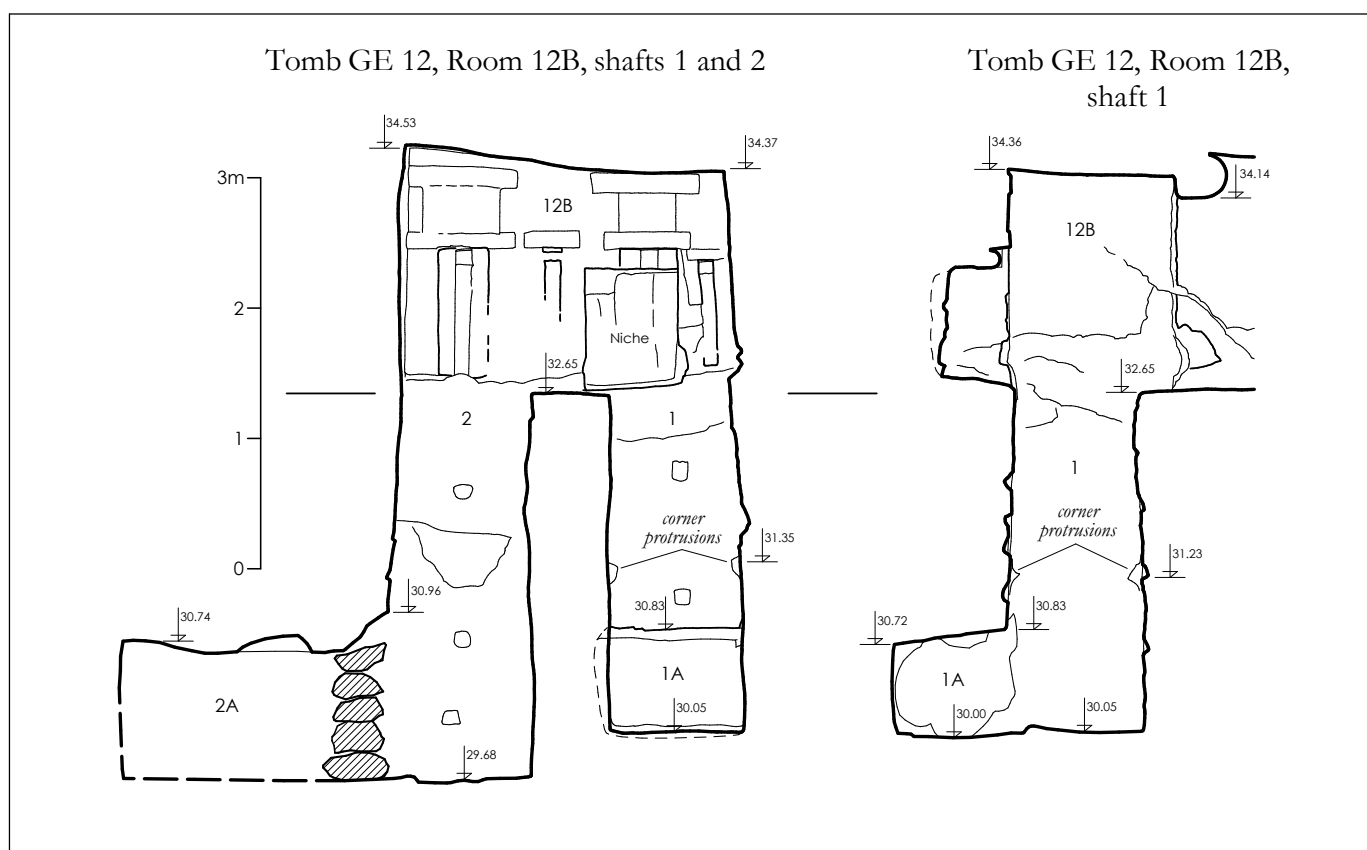 Tomb GE 12, Room 12B, shafts 1 and 2
34.53
34.37
3m
12B
2
Niche
32.65
2
1
1
corner
protrusions
31.35
0
30.96
30.83
30.74
1A
2A
30.05
29.68
Tomb GE 12, Room 12B,
shaft 1
34.36
34.14
12B
32.65
1
corner
protrusions
31.23
30.83
30.72
1A
30.00
30.05